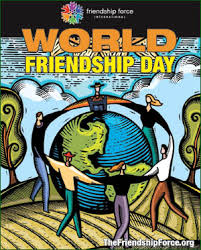 friendship force
INTERNATIONAL
WORLD
FRIENDSHIP DAY
TheFriendshipForce.org